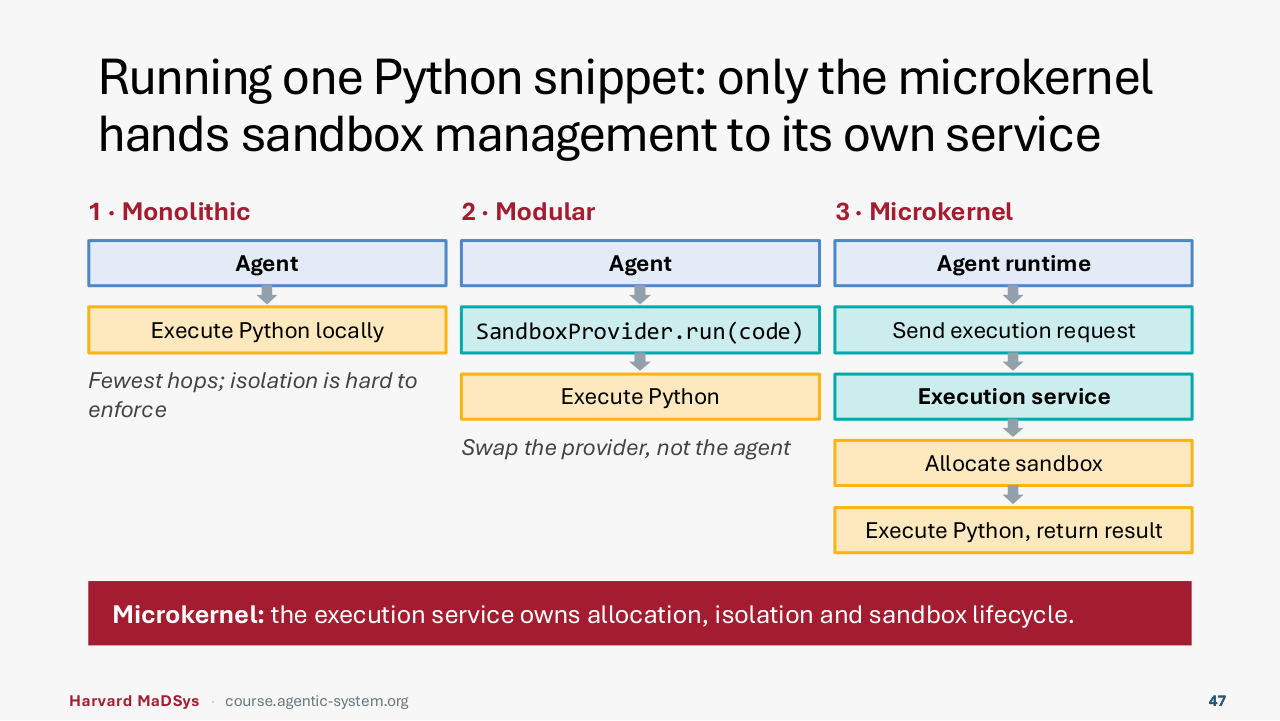 Running one Python snippet: only the microkernel
hands sandbox management to its own service
1 · Monolithic
Agent
Execute Python locally
Fewest hops; isolation is hard to
enforce
2 · Modular
Agent
SandboxProvider.run(code)
Execute Python
Swap the provider, not the agent
3 · Microkernel
Agent runtime
Send execution request
Execution service
Allocate sandbox
Execute Python, return result
Microkernel: the execution service owns allocation, isolation and sandbox lifecycle.
Harvard MaDSys · course.agentic-system.org
47